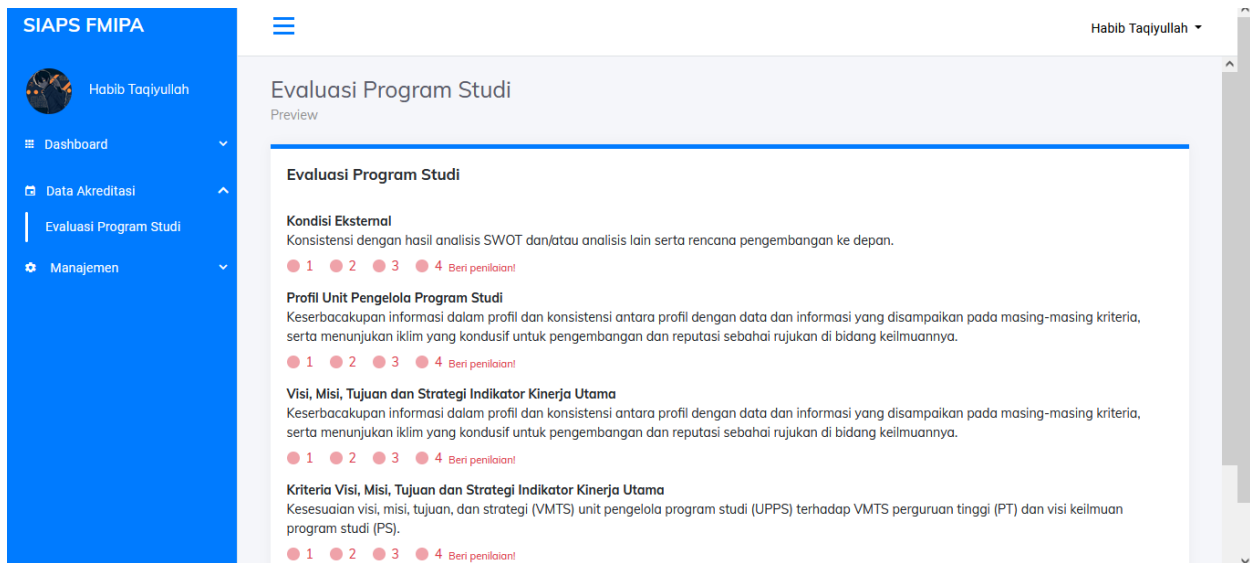 SIAPS FMIPA
Habib Taqiyullah
Habib Taqiyullah
Dashboard
Data Akreditasi
Evaluasi Program Studi
Manajemen
Evaluasi Program Studi
Preview
Evaluasi Program Studi
Kondisi Eksternal
Konsistensi dengan hasil analisis SWOT dan/atau analisis lain serta rencana pengembangan ke depan.
1 2 3 4 Beri penilaian!
Profil Unit Pengelola Program Studi
Keserbacakupan informasi dalam profil dan konsistensi antara profil dengan data dan informasi yang disampaikan pada masing-masing kriteria,
serta menunjukan iklim yang kondusif untuk pengembangan dan reputasi sebahai rujukan di bidang keilmuannya.
1 2 3 4 Beri penilaian!
Visi, Misi, Tujuan dan Strategi Indikator Kinerja Utama
Keserbacakupan informasi dalam profil dan konsistensi antara profil dengan data dan informasi yang disampaikan pada masing-masing kriteria,
serta menunjukan iklim yang kondusif untuk pengembangan dan reputasi sebahai rujukan di bidang keilmuannya.
1 2 3 4 Beri penilaian!
Kriteria Visi, Misi, Tujuan dan Strategi Indikator Kinerja Utama
Kesesuaian visi, misi, tujuan, dan strategi (VMTS) unit pengelola program studi (UPPS) terhadap VMTS perguruan tinggi (PT) dan visi keilmuan
program studi (PS).
1 2 3 4 Beri penilaian!